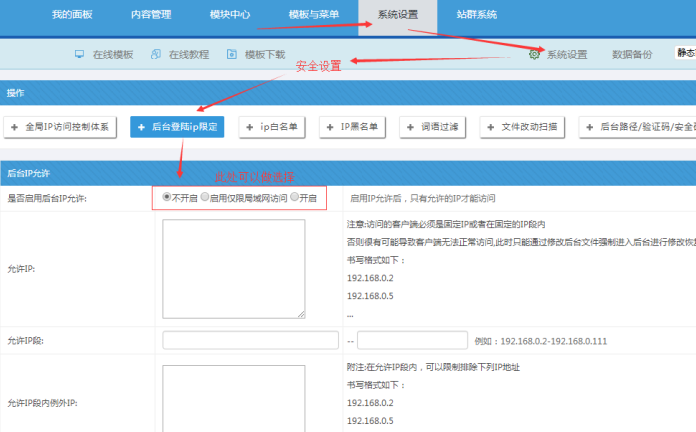 我的面板 内容管理 模块中心 模板与菜单 系统设置 站群系统
在线模板 在线教程 模板下载 系统设置 数据备份 静态
安全设置
操作
+ 全局IP访问控制体系 + 后台登陆ip限定 + ip白名单 + IP黑名单 + 词语过滤 + 文件改动扫描 + 后台路径/验证码/安全
后台IP允许
此处可以做选择
是否启用后台IP允许: 不开启 启用仅限局域网访问 开启 启用IP允许后，只有允许的IP才能访问
注意:访问的客户端必须是固定IP或者在固定的IP段内
否则很有可能导致客户端无法正常访问,此时只能通过修改后台文件强制进入后台进行修改恢
书写格式如下：
允许IP:
192.168.0.2
192.168.0.5
...
允许IP段: -- 例如：192.168.0.2-192.168.0.111
附注:在允许IP段内，可以限制排除下列IP地址
书写格式如下：
允许IP段内例外IP:
192.168.0.2
192.168.0.5